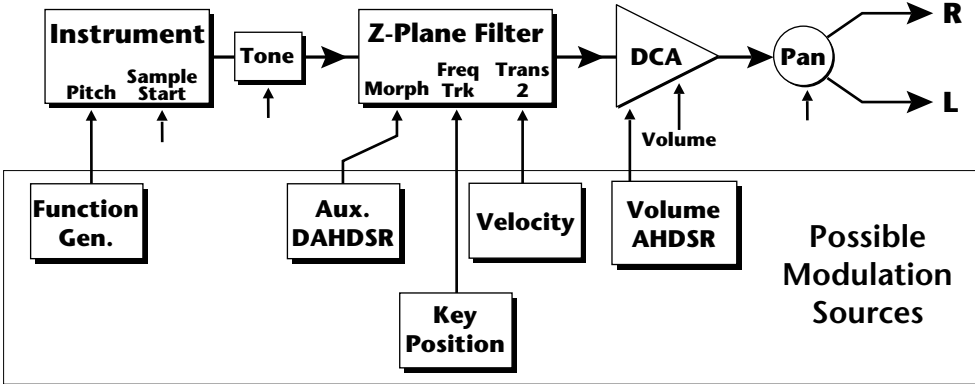 Instrument
Pitch
Sample
Start
Tone
Z-Plane Filter
Morph
Freq
Trk
Trans
2
DCA
Volume
Pan
R
L
Function
Gen.
Aux.
DAHDSR
Velocity
Volume
AHDSR
Key
Position
Possible
Modulation
Sources